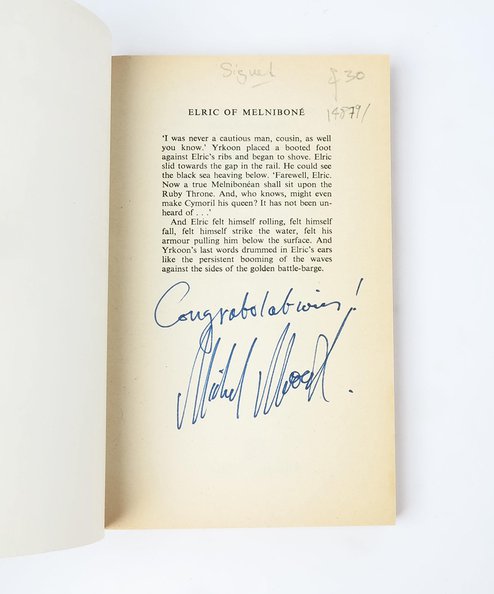 Signed
£30
14879/
ELRIC OF MELNIBONÉ
'I was never a cautious man, cousin, as well
you know.' Yrkoon placed a booted foot
against Elric's ribs and began to shove. Elric
slid towards the gap in the rail. He could see
the black sea heaving below. 'Farewell, Elric.
Now a true Melnibonéan shall sit upon the
Ruby Throne. And, who knows, might even
make Cymoril his queen? It has not been un-
heard of . . .'
And Elric felt himself rolling, felt himself
fall, felt himself strike the water, felt his
armour pulling him below the surface. And
Yrkoon's last words drummed in Elric's ears
like the persistent booming of the waves
against the sides of the golden battle-barge.
Congratulations!
Michael